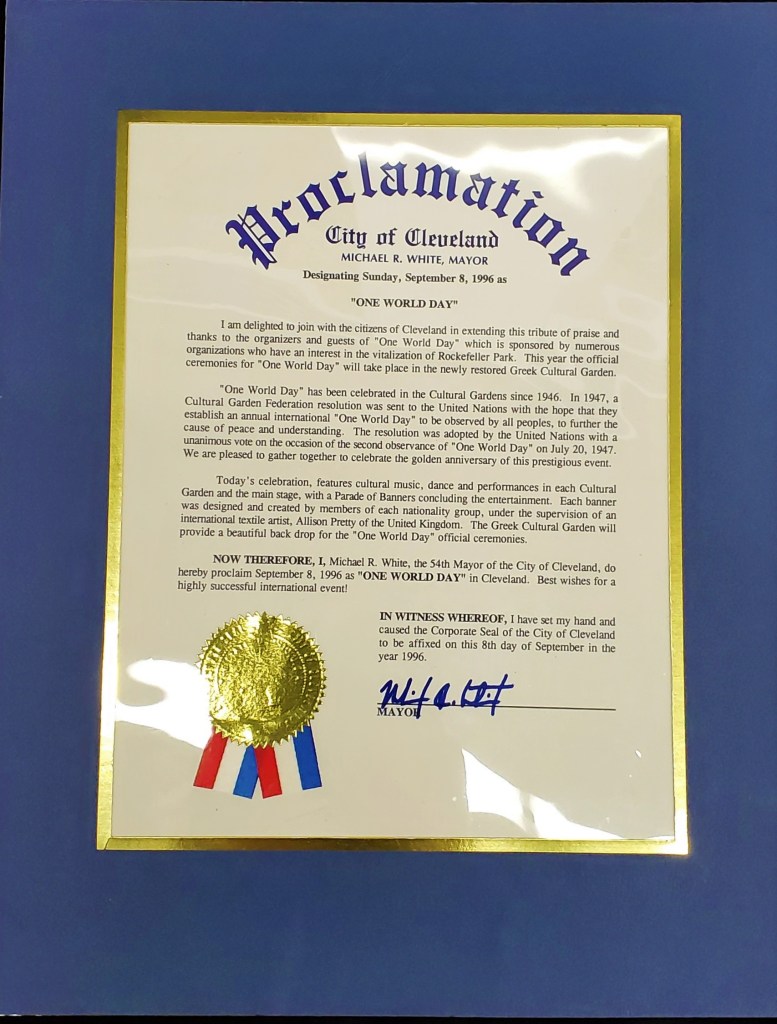 Proclamation
City of Cleveland
MICHAEL R. WHITE, MAYOR
Designating Sunday, September 8, 1996 as
"ONE WORLD DAY"
I am delighted to join with the citizens of Cleveland in extending this tribute of praise and
thanks to the organizers and guests of "One World Day" which is sponsored by numerous
organizations who have an interest in the vitalization of Rockefeller Park. This year the official
ceremonies for "One World Day" will take place in the newly restored Greek Cultural Garden.
"One World Day" has been celebrated in the Cultural Gardens since 1946. In 1947, a
Cultural Garden Federation resolution was sent to the United Nations with the hope that they
establish an annual international "One World Day" to be observed by all peoples, to further the
cause of peace and understanding. The resolution was adopted by the United Nations with a
unanimous vote on the occasion of the second observance of "One World Day" on July 20, 1947.
We are pleased to gather together to celebrate the golden anniversary of this prestigious event.
Today's celebration, features cultural music, dance and performances in each Cultural
Garden and the main stage, with a Parade of Banners concluding the entertainment. Each banner
was designed and created by members of each nationality group, under the supervision of an
international textile artist, Allison Pretty of the United Kingdom. The Greek Cultural Garden will
provide a beautiful back drop for the "One World Day" official ceremonies.
NOW THEREFORE, I, Michael R. White, the 54th Mayor of the City of Cleveland, do
hereby proclaim September 8, 1996 as "ONE WORLD DAY" in Cleveland. Best wishes for a
highly successful international event!
IN WITNESS WHEREOF, I have set my hand and
caused the Corporate Seal of the City of Cleveland
to be affixed on this 8th day of September in the
year 1996.
MAYOR